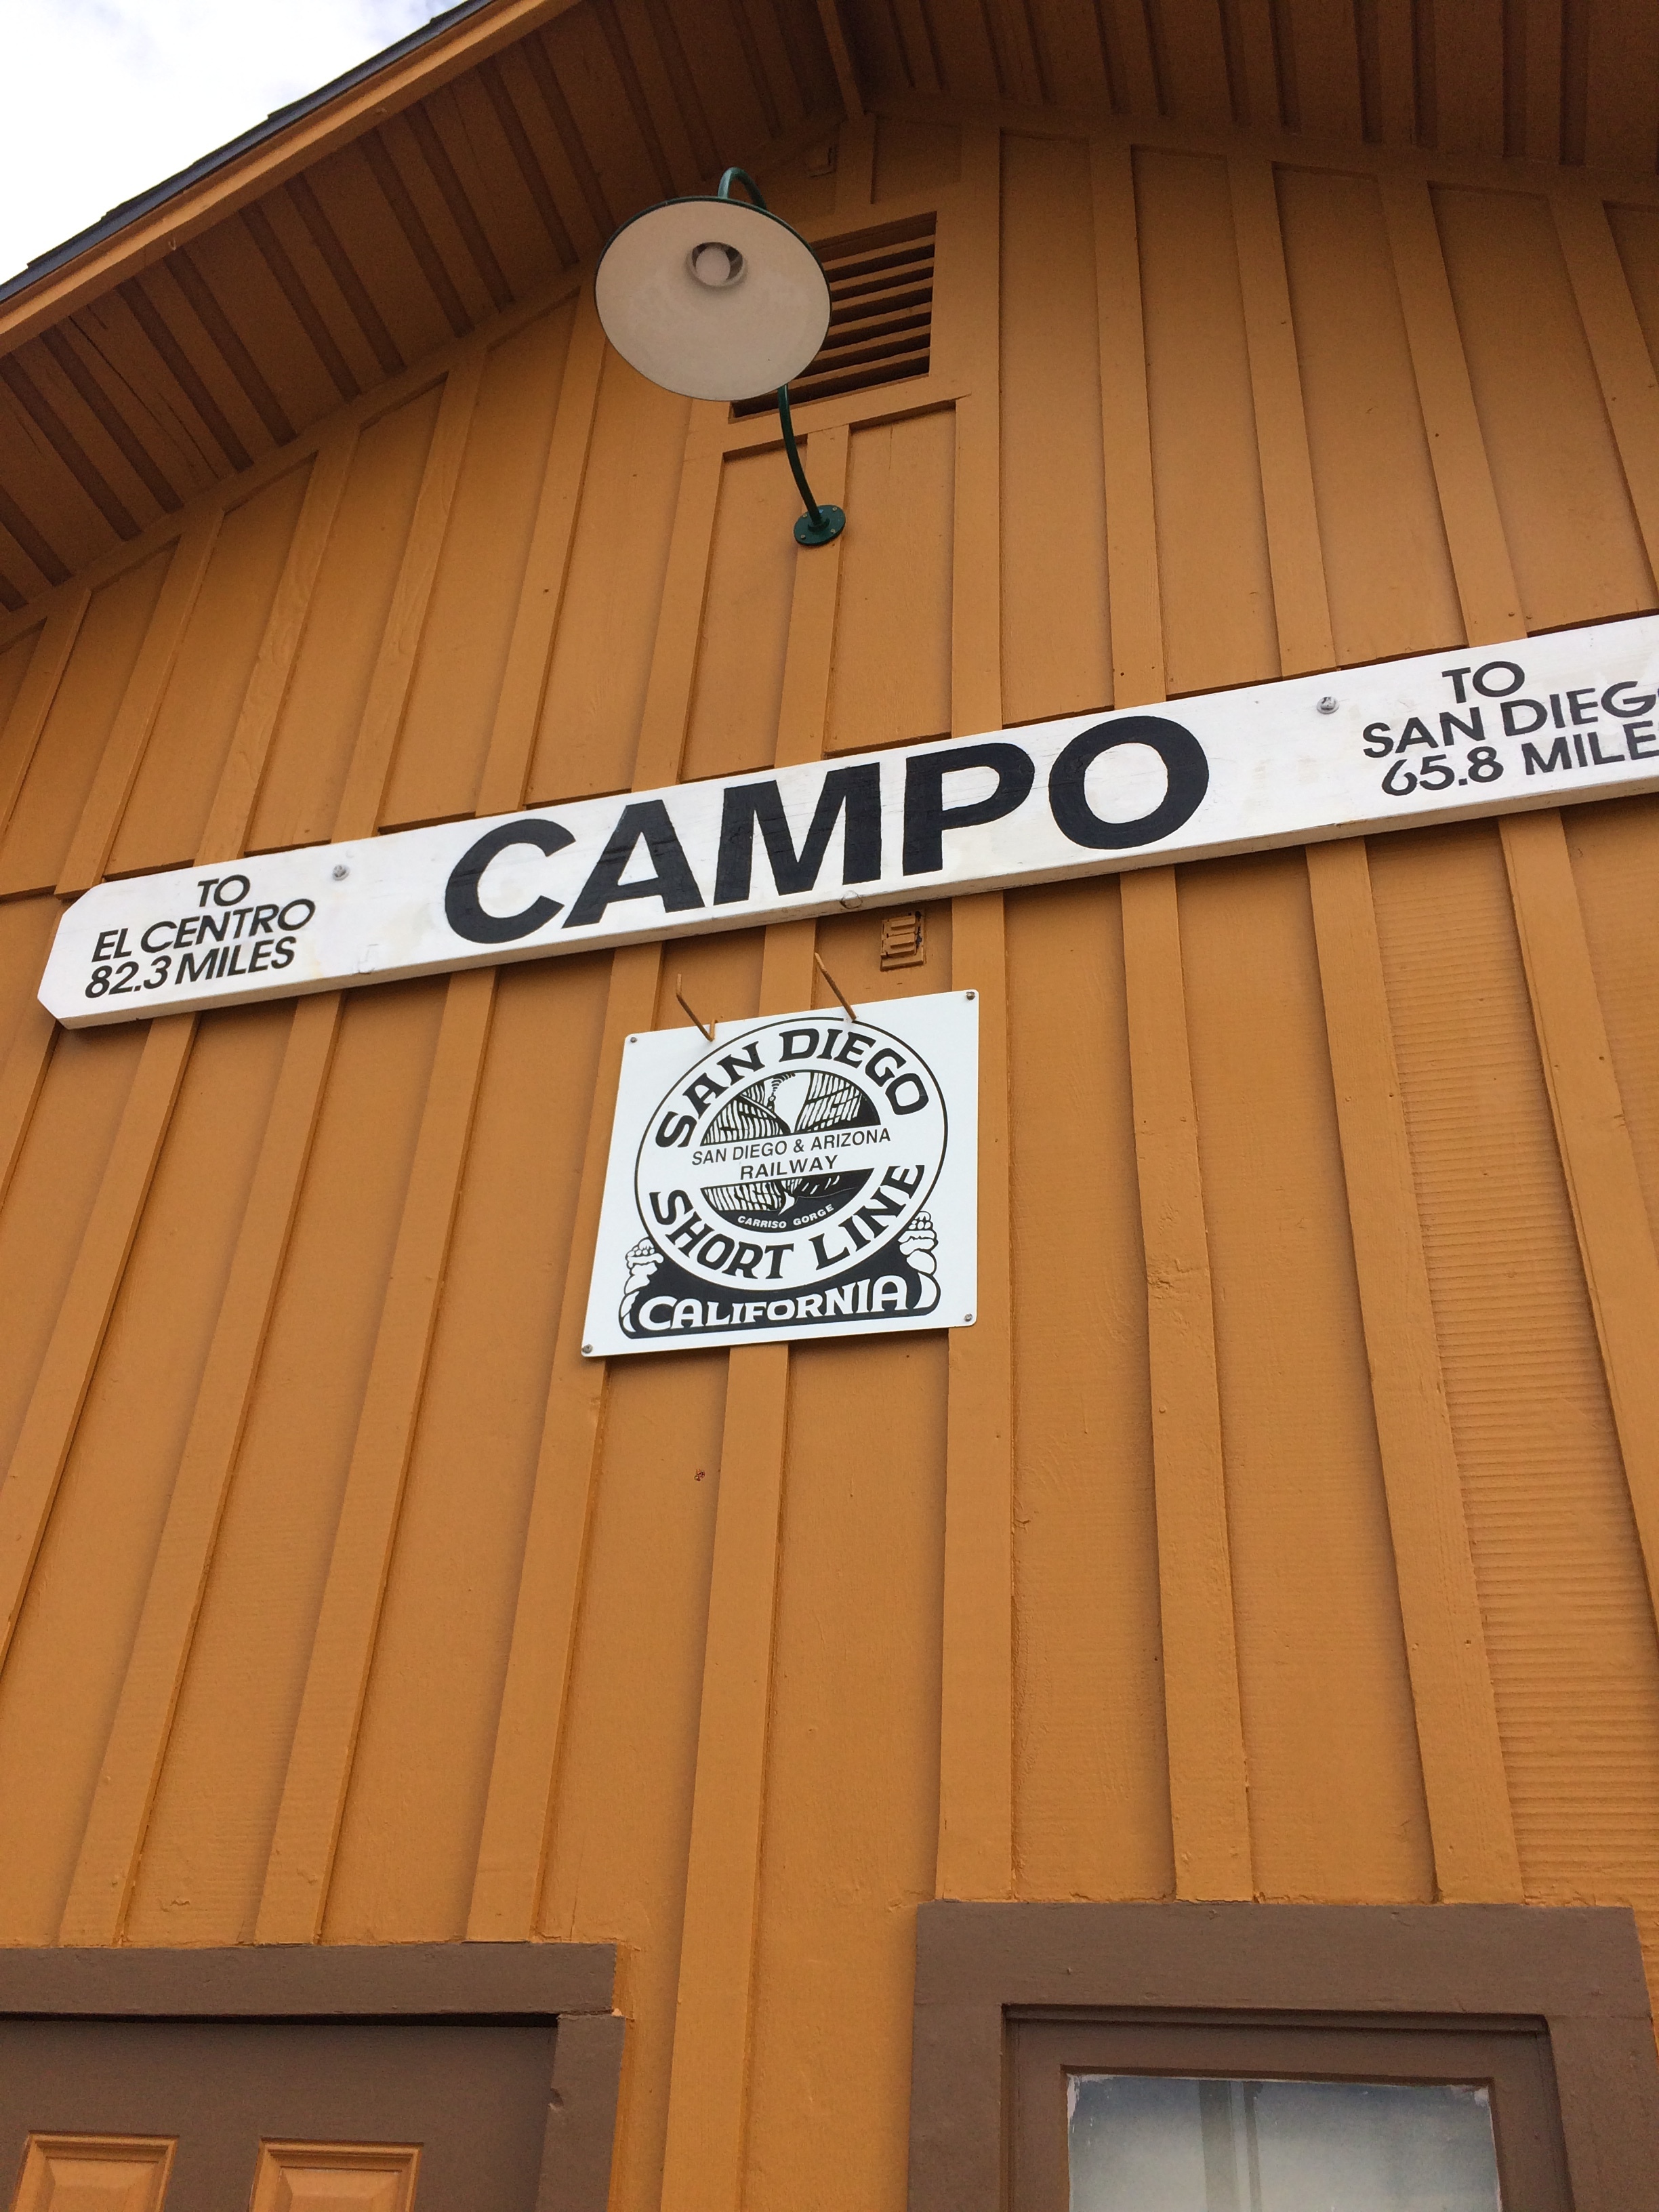 TO
EL CENTRO
82.3 MILES
CAMPO
TO
SAN DIEG
65.8 MILE
SAN DIEGO
SAN DIEGO & ARIZONA
RAILWAY
CARRISO GORGE
SHORT LINE
CALIFORNIA